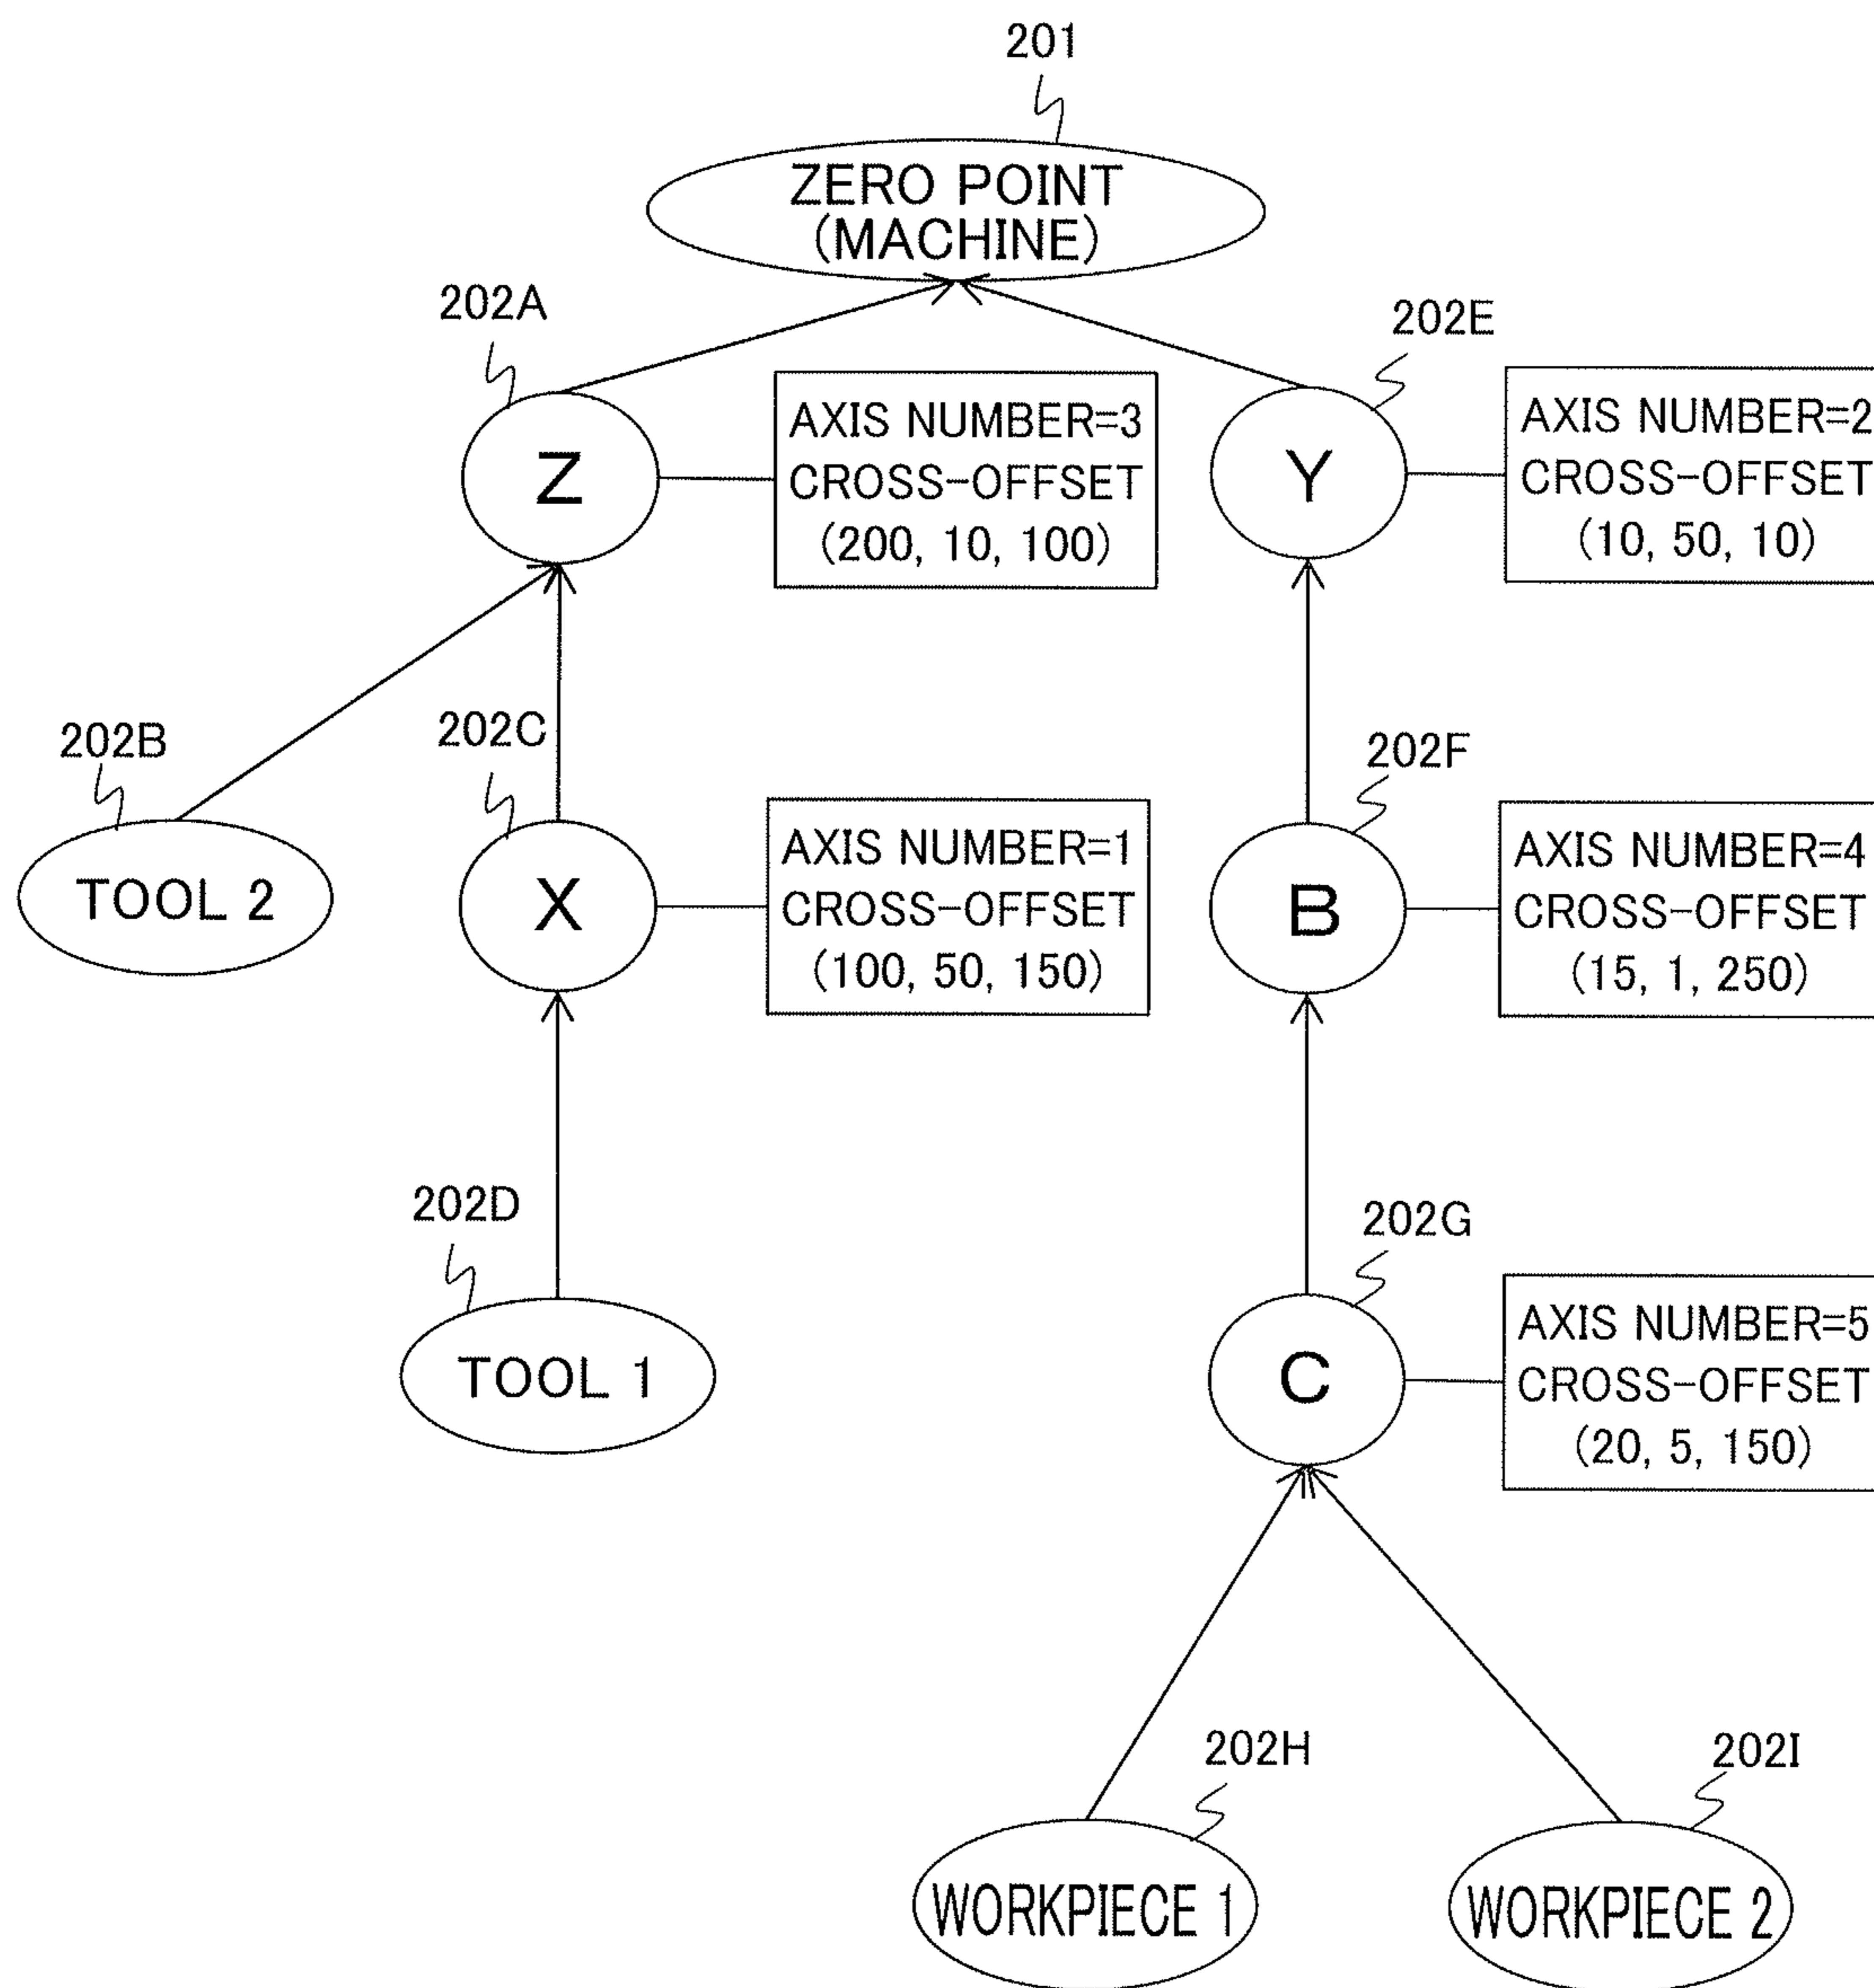 201
ZERO POINT
(MACHINE)
202A
202E
Z
AXIS NUMBER=3
CROSS-OFFSET
(200, 10, 100)
Y
AXIS NUMBER=2
CROSS-OFFSET
(10, 50, 10)
202B
202C
202F
TOOL 2
X
AXIS NUMBER=1
CROSS-OFFSET
(100, 50, 150)
B
AXIS NUMBER=4
CROSS-OFFSET
(15, 1, 250)
202D
202G
TOOL 1
C
AXIS NUMBER=5
CROSS-OFFSET
(20, 5, 150)
202H
202I
WORKPIECE 1
WORKPIECE 2